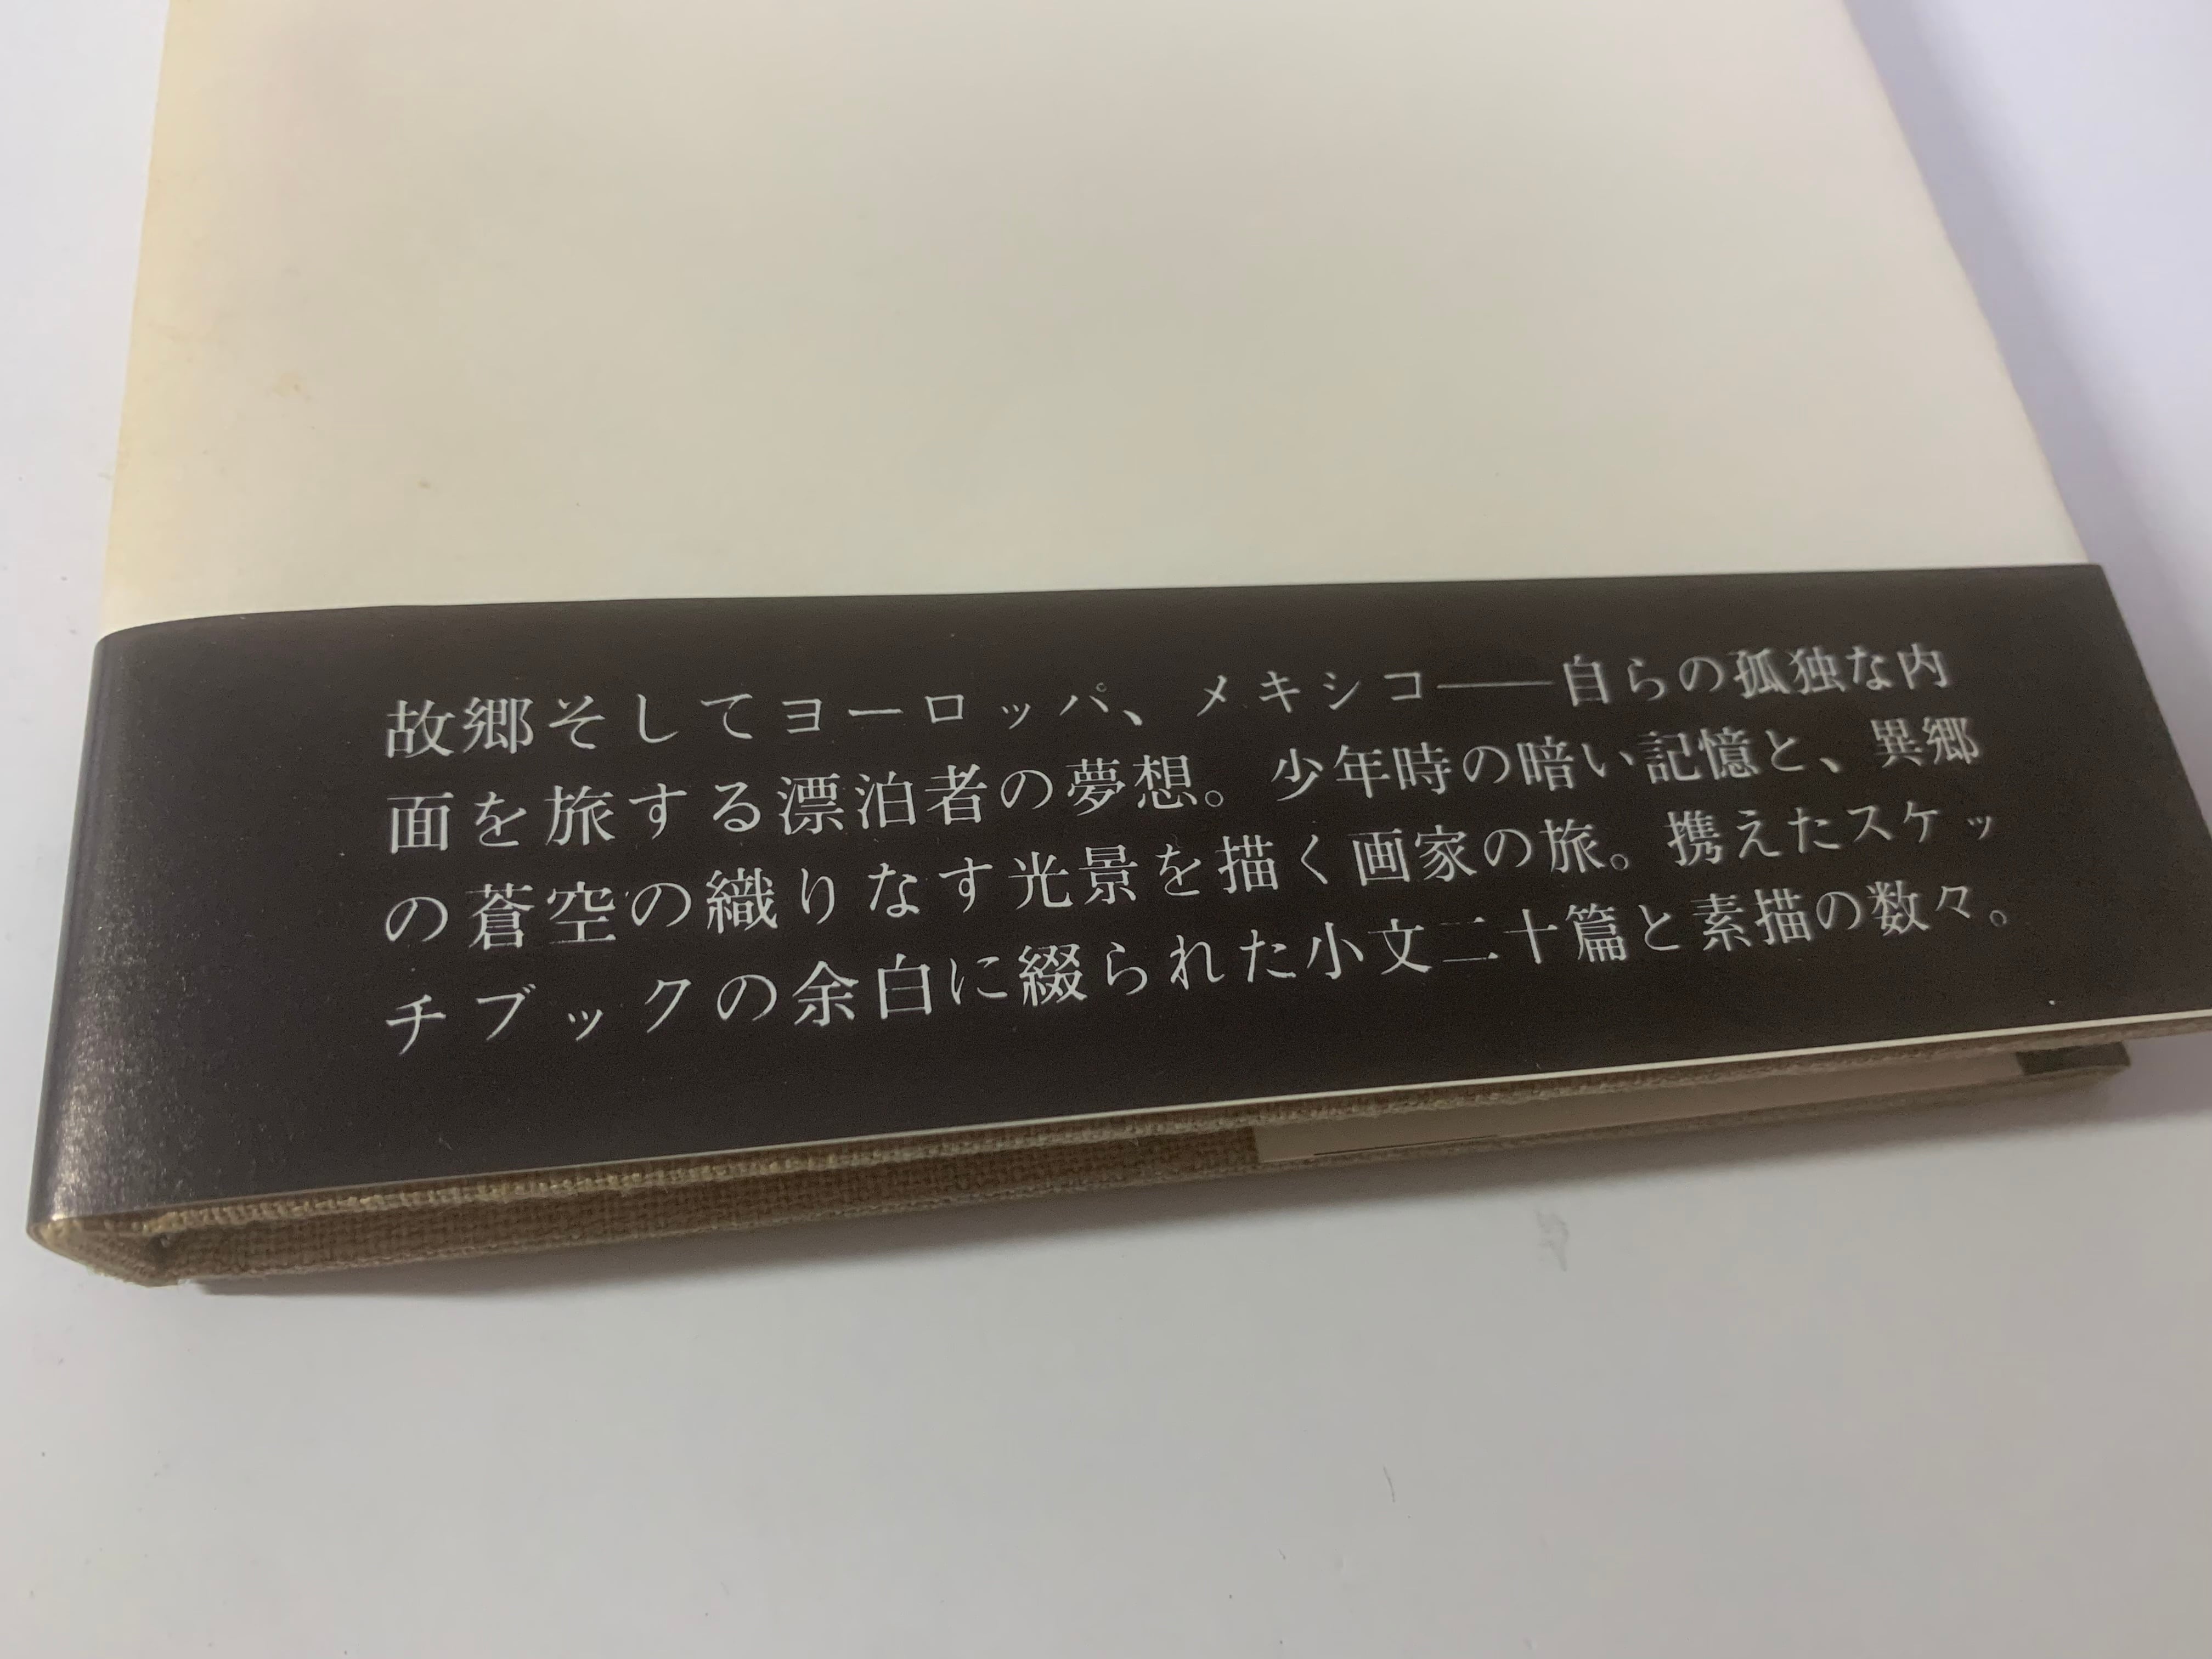 故郷そしてヨーロッパ、メキシコ――自らの孤独な内
面を旅する漂泊者の夢想。少年時の暗い記憶と、異郷
の蒼空の織りなす光景を描く画家の旅。携えたスケッ
チブックの余白に綴られた小文二十篇と素描の数々。